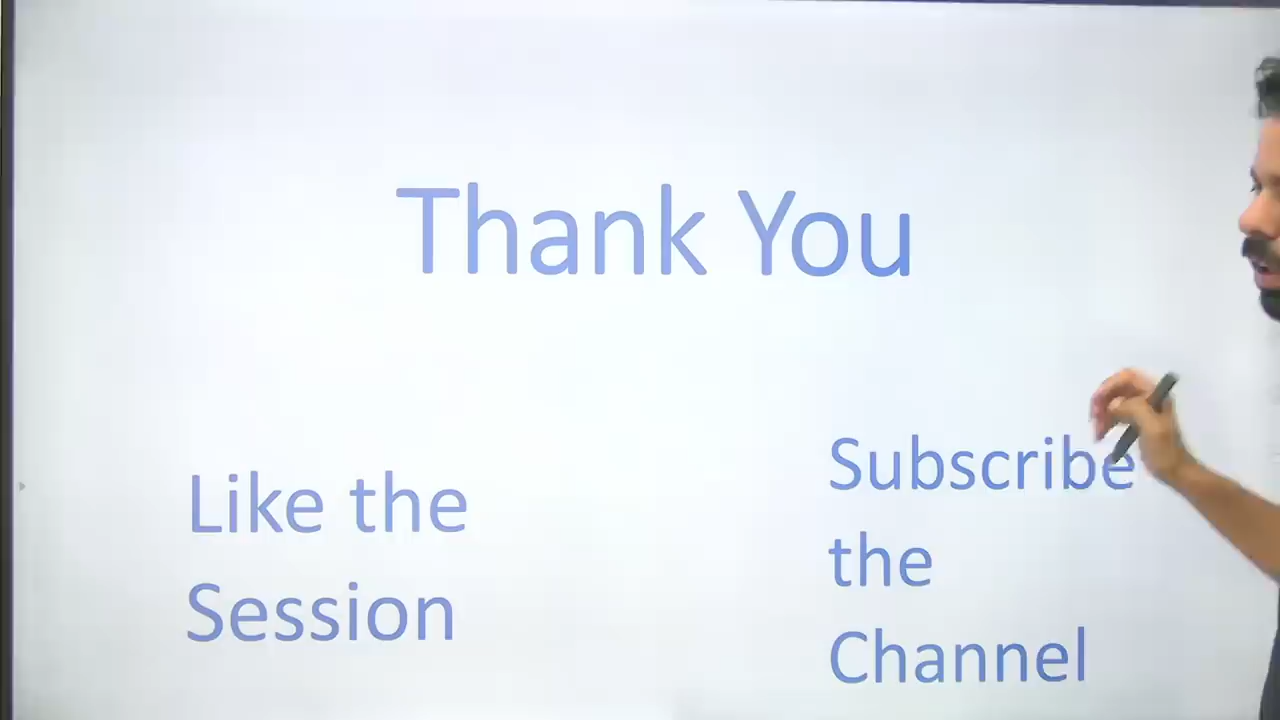 Thank You
Like the
Session
Subscribe
the
Channel